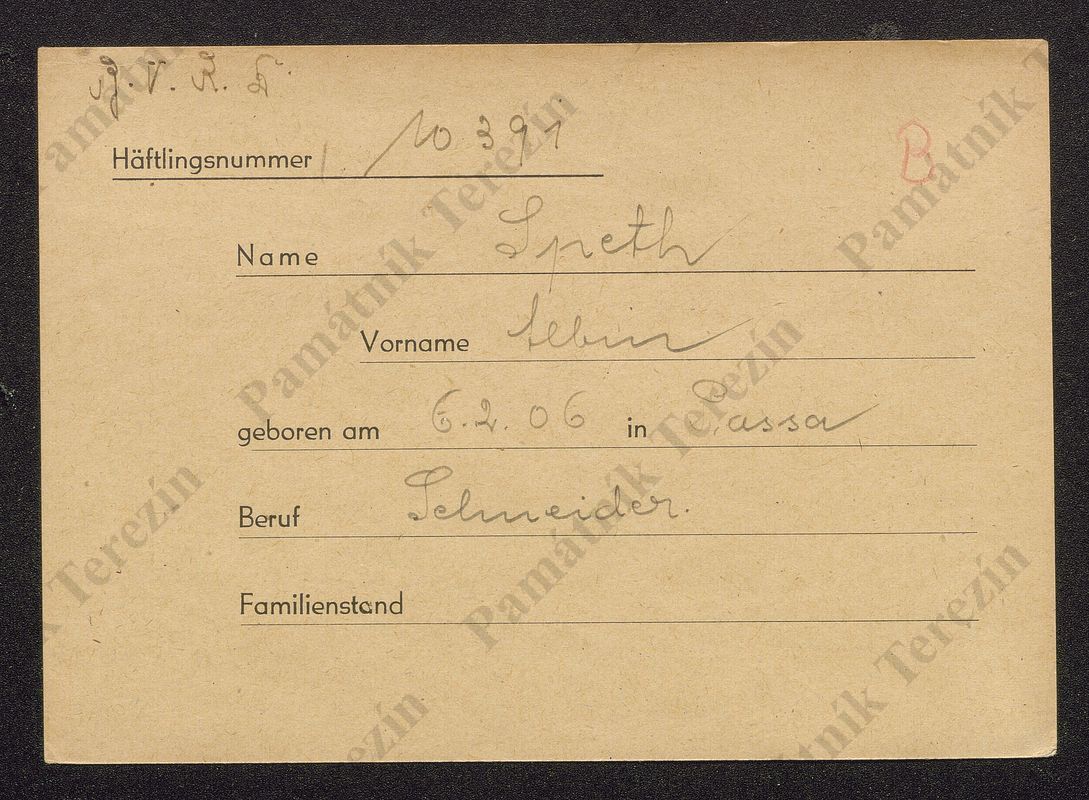 Häftlingsnummer 10391
B
Name Speth
Vorname Albin
geboren am 6.2.06 in Passa
Beruf Schneider.
Familienstand
Památník Terezín